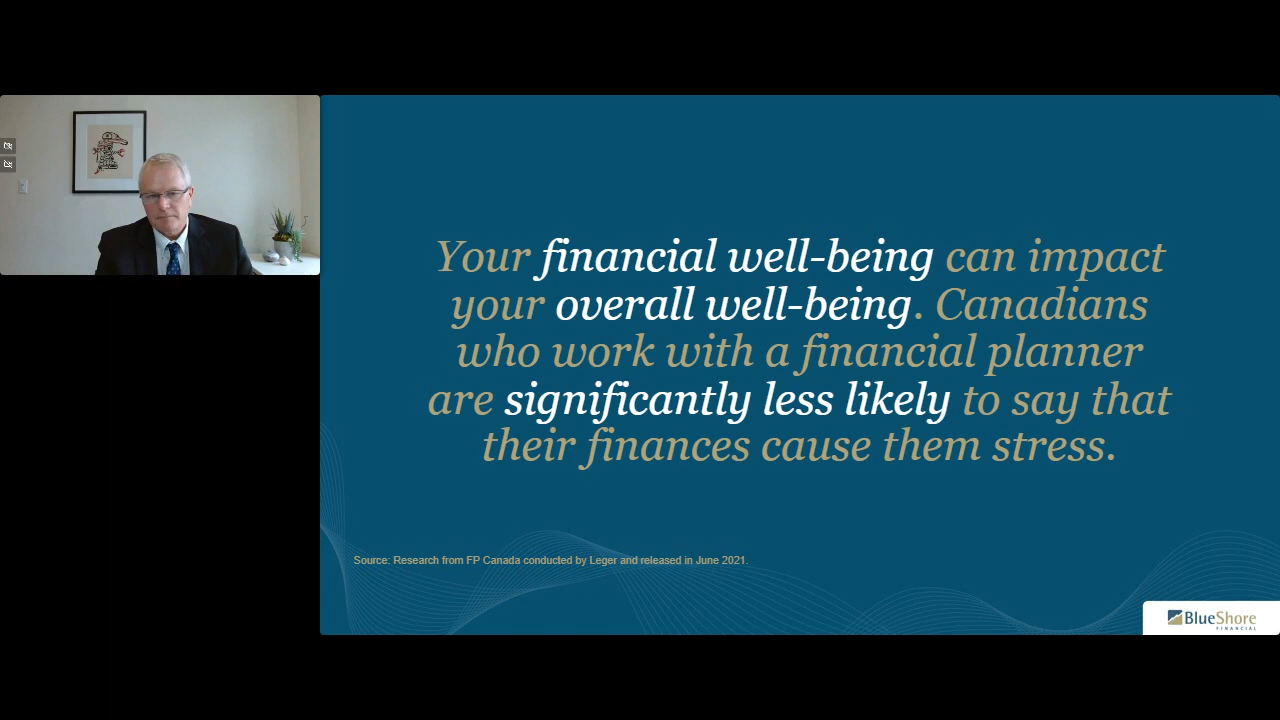 Your financial well-being can impact
your overall well-being. Canadians
who work with a financial planner
are significantly less likely to say that
their finances cause them stress.
Source: Research from FP Canada conducted by Leger and released in June 2021.
BlueShore
FINANCIAL